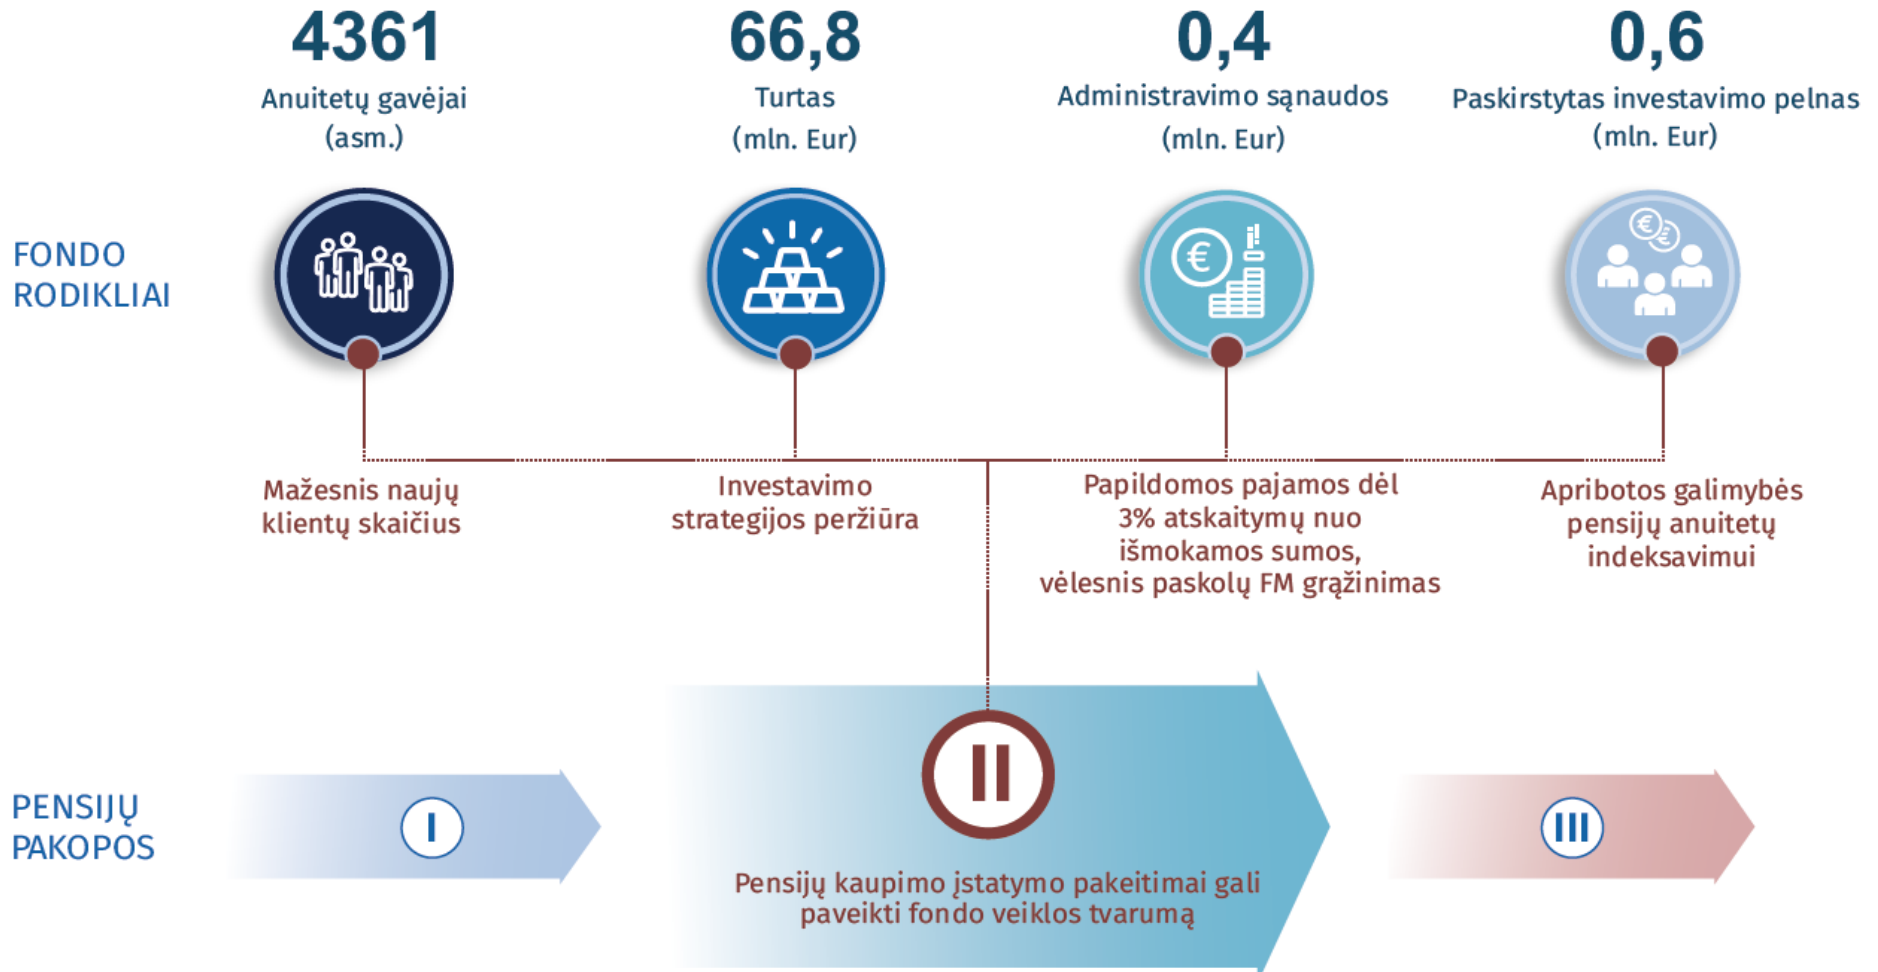 4361
Anuitetų gavėjai
(asm.)
66,8
Turtas
(mln. Eur)
0,4
Administravimo sąnaudos
(mln. Eur)
0,6
Paskirstytas investavimo pelnas
(mln. Eur)
FONDO
RODIKLIAI
Mažesnis naujų
klientų skaičius
Investavimo
strategijos peržiūra
Papildomos pajamos dėl
3% atskaitymų nuo
išmokamos sumos,
vėlesnis paskolų FM grąžinimas
Apribotos galimybės
pensijų anuitetų
indeksavimui
PENSIJŲ
PAKOPOS
I
II
Pensijų kaupimo įstatymo pakeitimai gali
paveikti fondo veiklos tvarumą
III